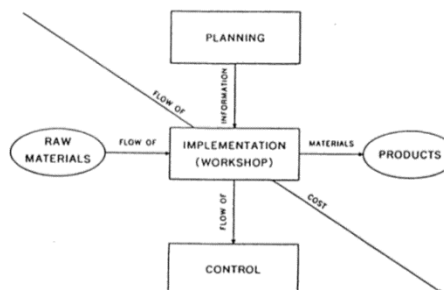 PLANNING
FLOW OF
INFORMATION
RAW
MATERIALS
FLOW OF
IMPLEMENTATION
(WORKSHOP)
MATERIALS
PRODUCTS
FLOW OF
COST
CONTROL